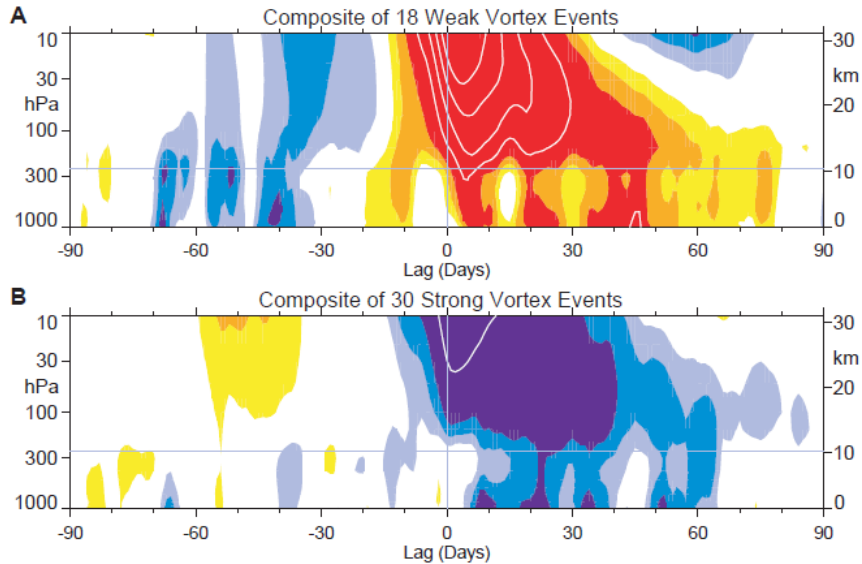 A Composite of 18 Weak Vortex Events
10 30
30 km
hPa 20
100
300 10
1000 0
-90 -60 -30 0 30 60 90
Lag (Days)
B Composite of 30 Strong Vortex Events
10 30
30 km
hPa 20
100
300 10
1000 0
-90 -60 -30 0 30 60 90
Lag (Days)